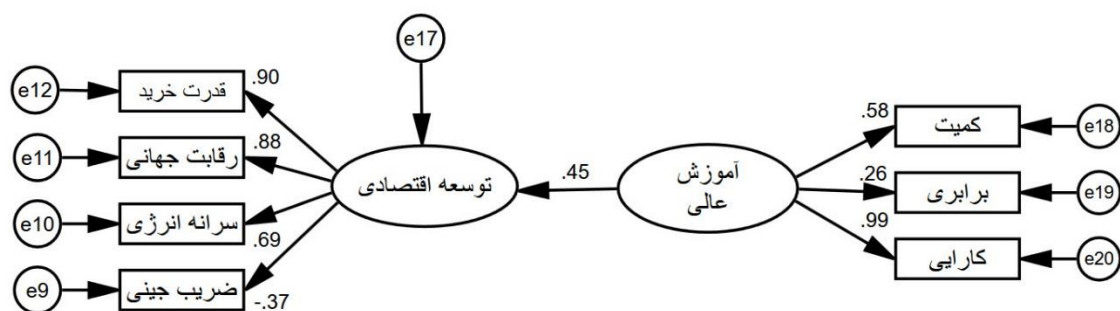 e17
e12
قدرت خرید
.90
e11
رقابت جهانی
.88
e10
سرانه انرژی
.69
e9
ضریب جینی
-.37
توسعه اقتصادی
.45
آموزش
عالی
.58
کمیت
e18
.26
برابری
e19
.99
کارایی
e20